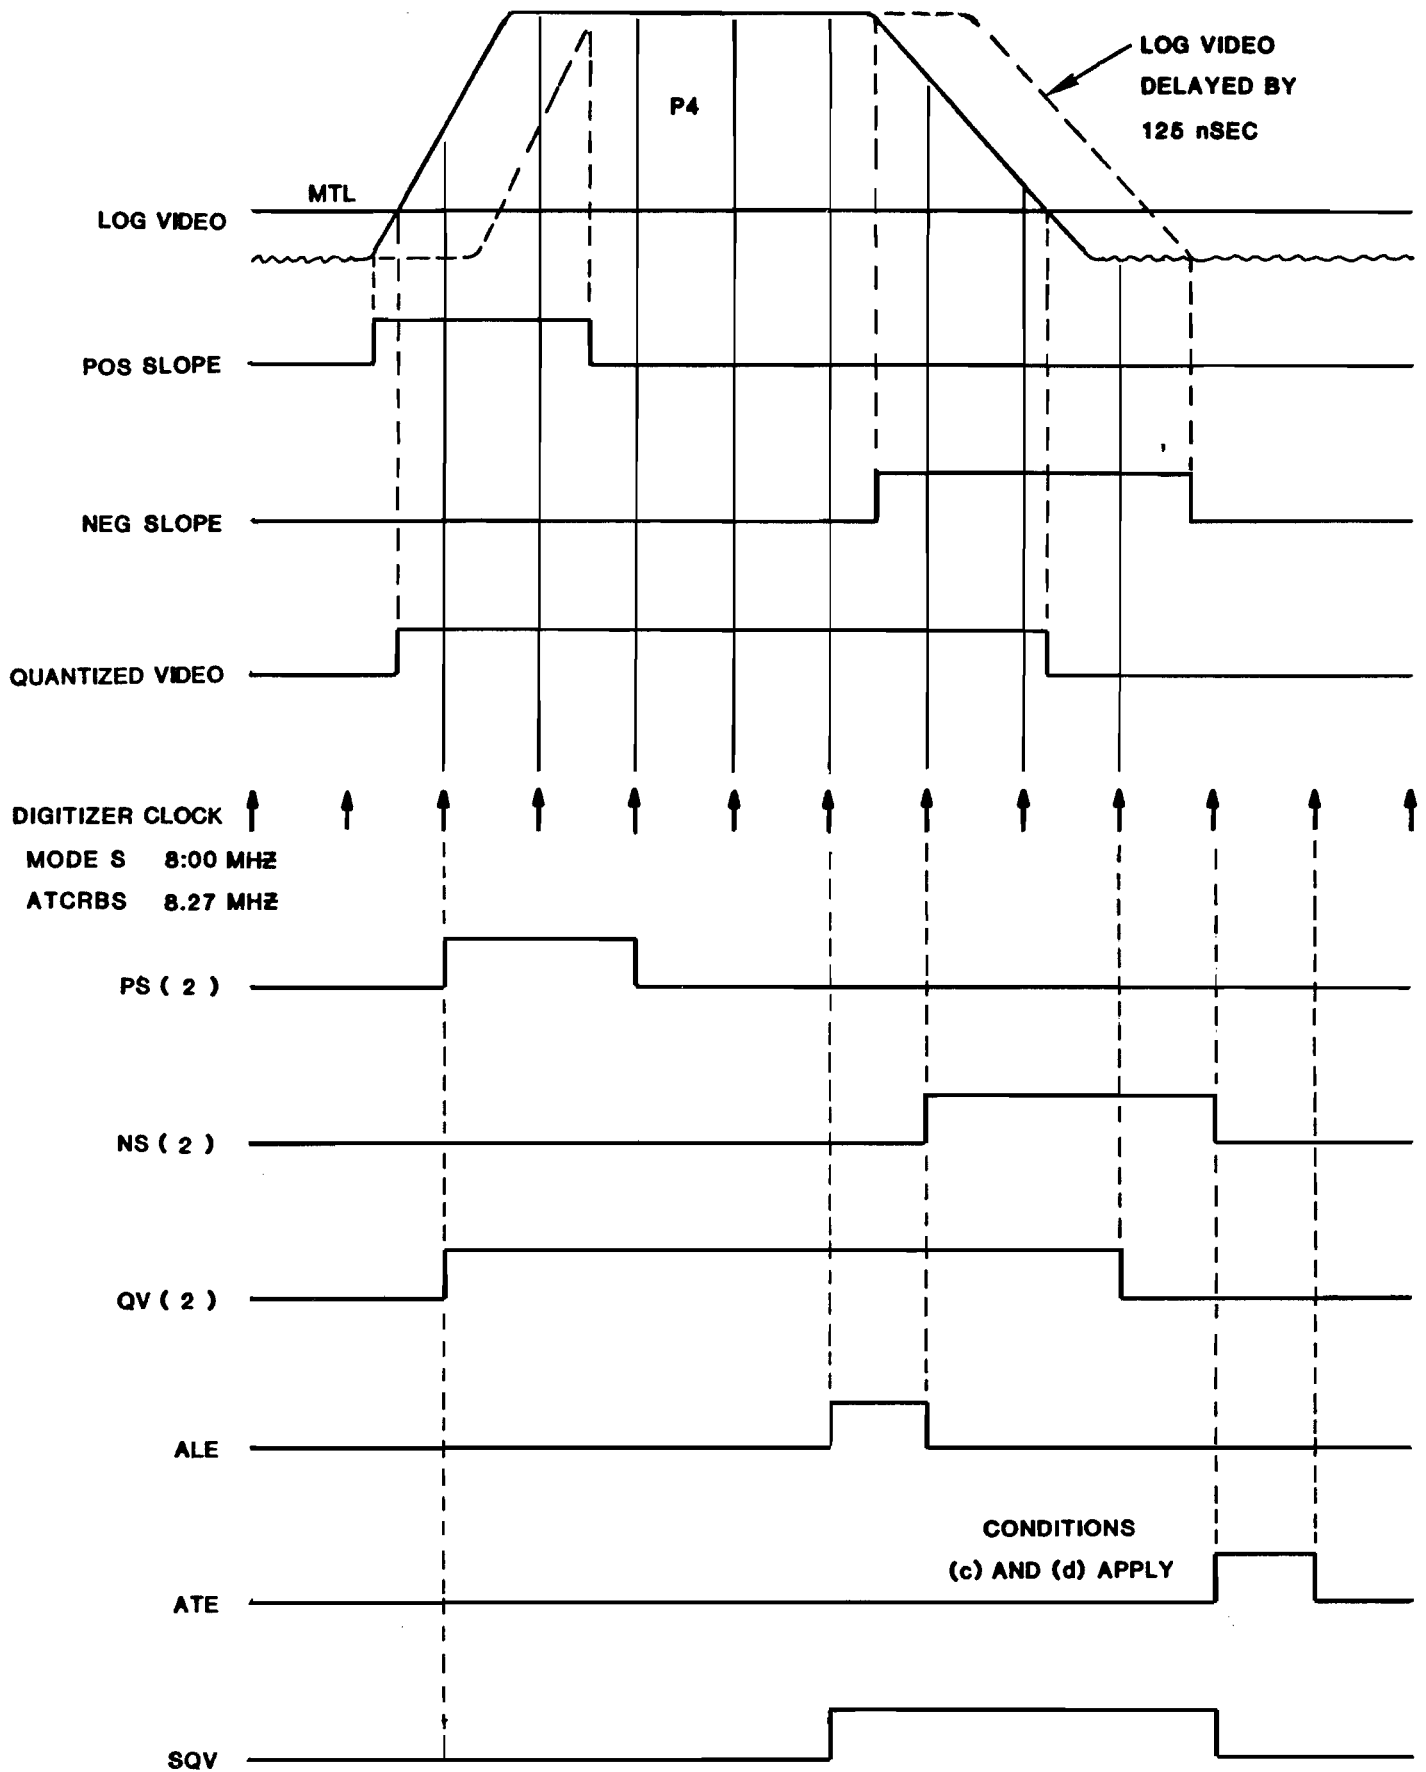 LOG VIDEO
DELAYED BY
125 nSEC
P4
MTL
LOG VIDEO
POS SLOPE
NEG SLOPE
QUANTIZED VIDEO
DIGITIZER CLOCK
MODE S 8:00 MHZ
ATCRBS 8.27 MHZ
PS ( 2 )
NS ( 2 )
QV ( 2 )
ALE
CONDITIONS
(c) AND (d) APPLY
ATE
SQV